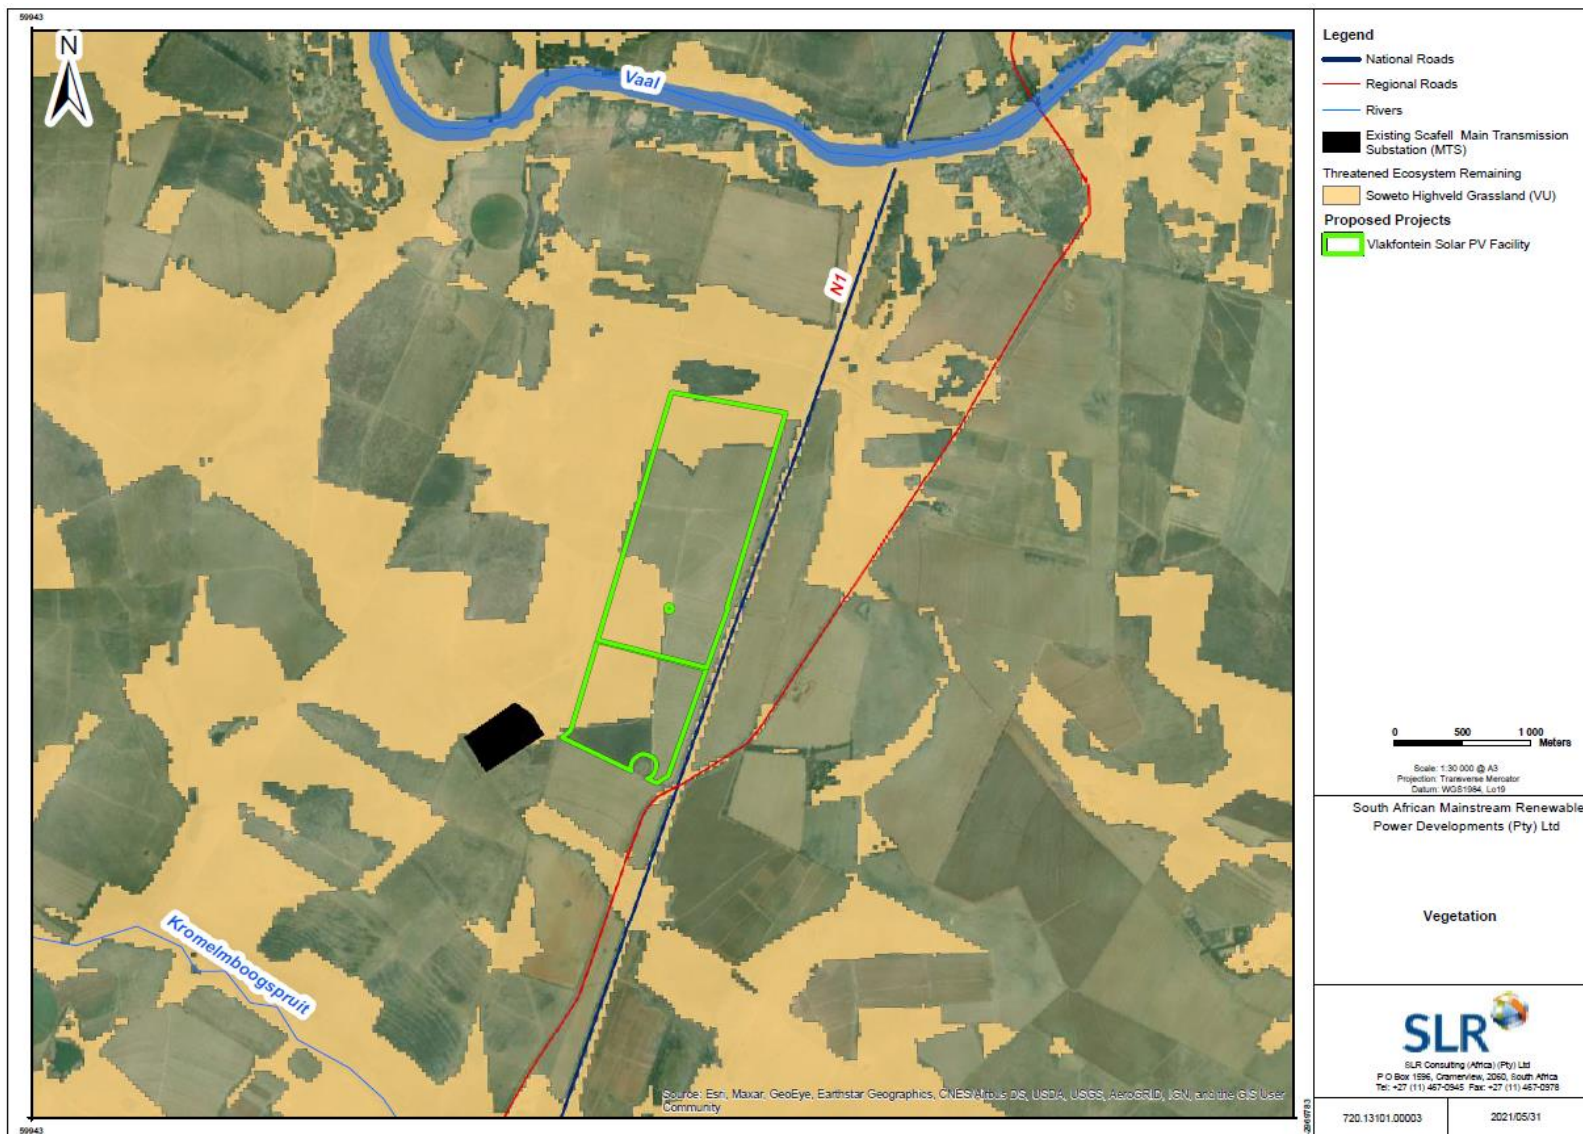 59943
N
Vaal
N1
Kromelmboogspruit
Source: Esri, Maxar, GeoEye, Earthstar Geographics, CNES/Airbus DS, USDA, USGS, AeroGRID, IGN, and the GIS User
Community
59943
2969783
Legend
National Roads
Regional Roads
Rivers
Existing Scafell Main Transmission
Substation (MTS)
Threatened Ecosystem Remaining
Soweto Highveld Grassland (VU)
Proposed Projects
Vlakfontein Solar PV Facility
0 500 1 000
Meters
Scale: 1:30 000 @ A3
Projection: Transverse Mercator
Datum: WGS1984, Lo19
South African Mainstream Renewable
Power Developments (Pty) Ltd
Vegetation
SLR
SLR Consulting (Africa) (Pty) Ltd
P O Box 1596, Cramerview, 2060, South Africa
Tel: +27 (11) 467-0945 Fax: +27 (11) 467-0978
720.13101.00003
2021/05/31